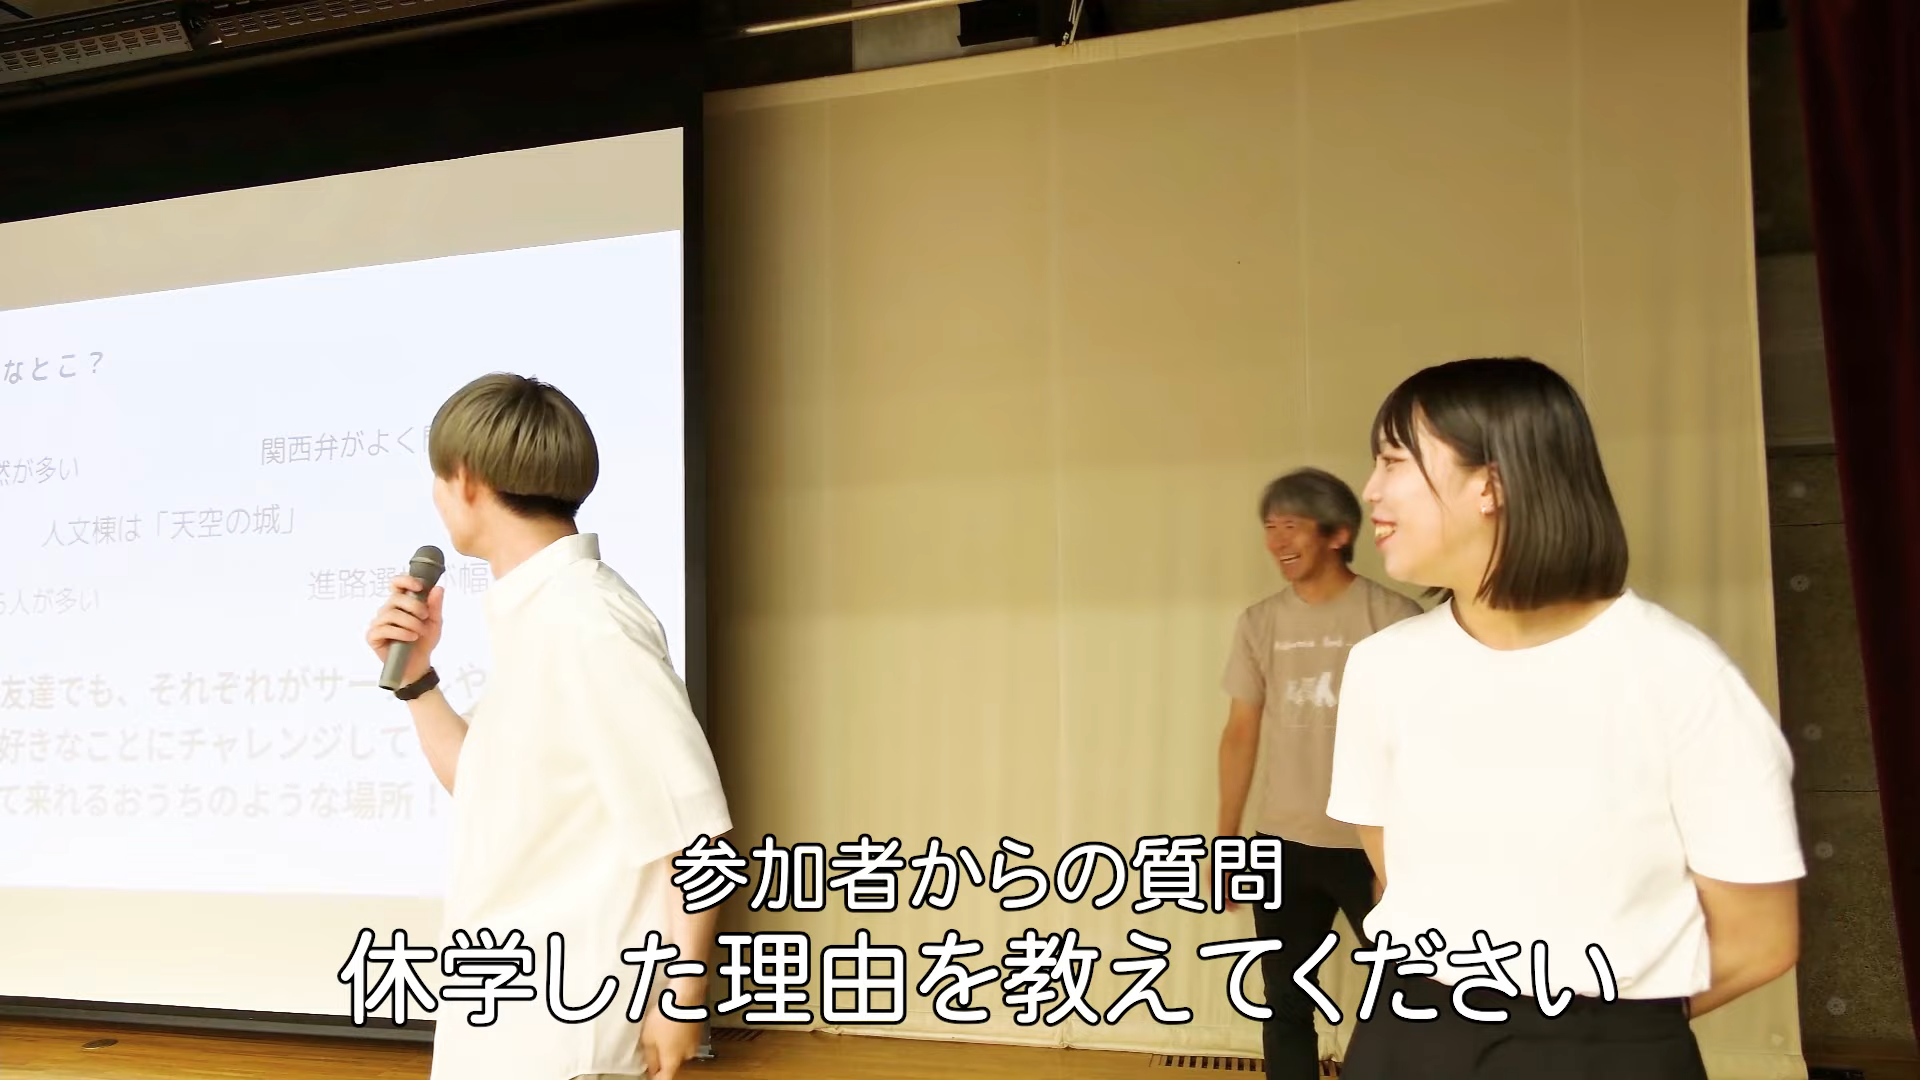 なとこ？
関西弁がよく
然が多い
人文棟は「天空の城」
進路選
幅
る人が多い
友達でも、それぞれがサー
や
好きなことにチャレンジして
て来れるおうちのような場所！
参加者からの質問
休学した理由を教えてください